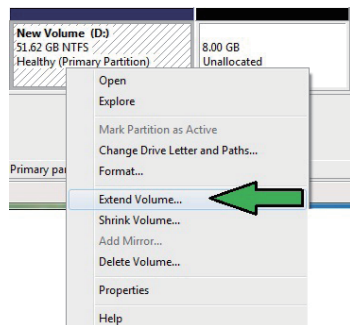 New Volume (D:)
51.62 GB NTFS
Healthy (Primary Partition)
8.00 GB
Unallocated
Open
Explore
Mark Partition as Active
Change Drive Letter and Paths...
Format...
Primary par
Extend Volume...
Shrink Volume...
Add Mirror...
Delete Volume...
Properties
Help